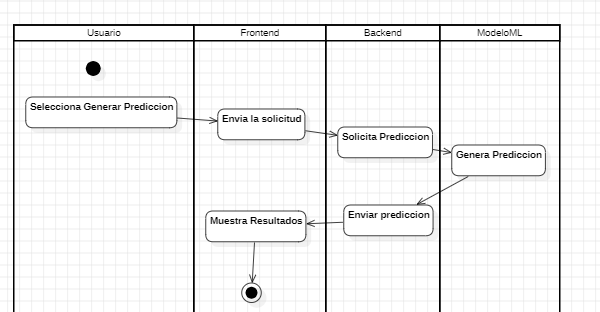 Usuario
Frontend
Backend
ModeloML
Selecciona Generar Prediccion
Envia la solicitud
Solicita Prediccion
Genera Prediccion
Enviar prediccion
Muestra Resultados